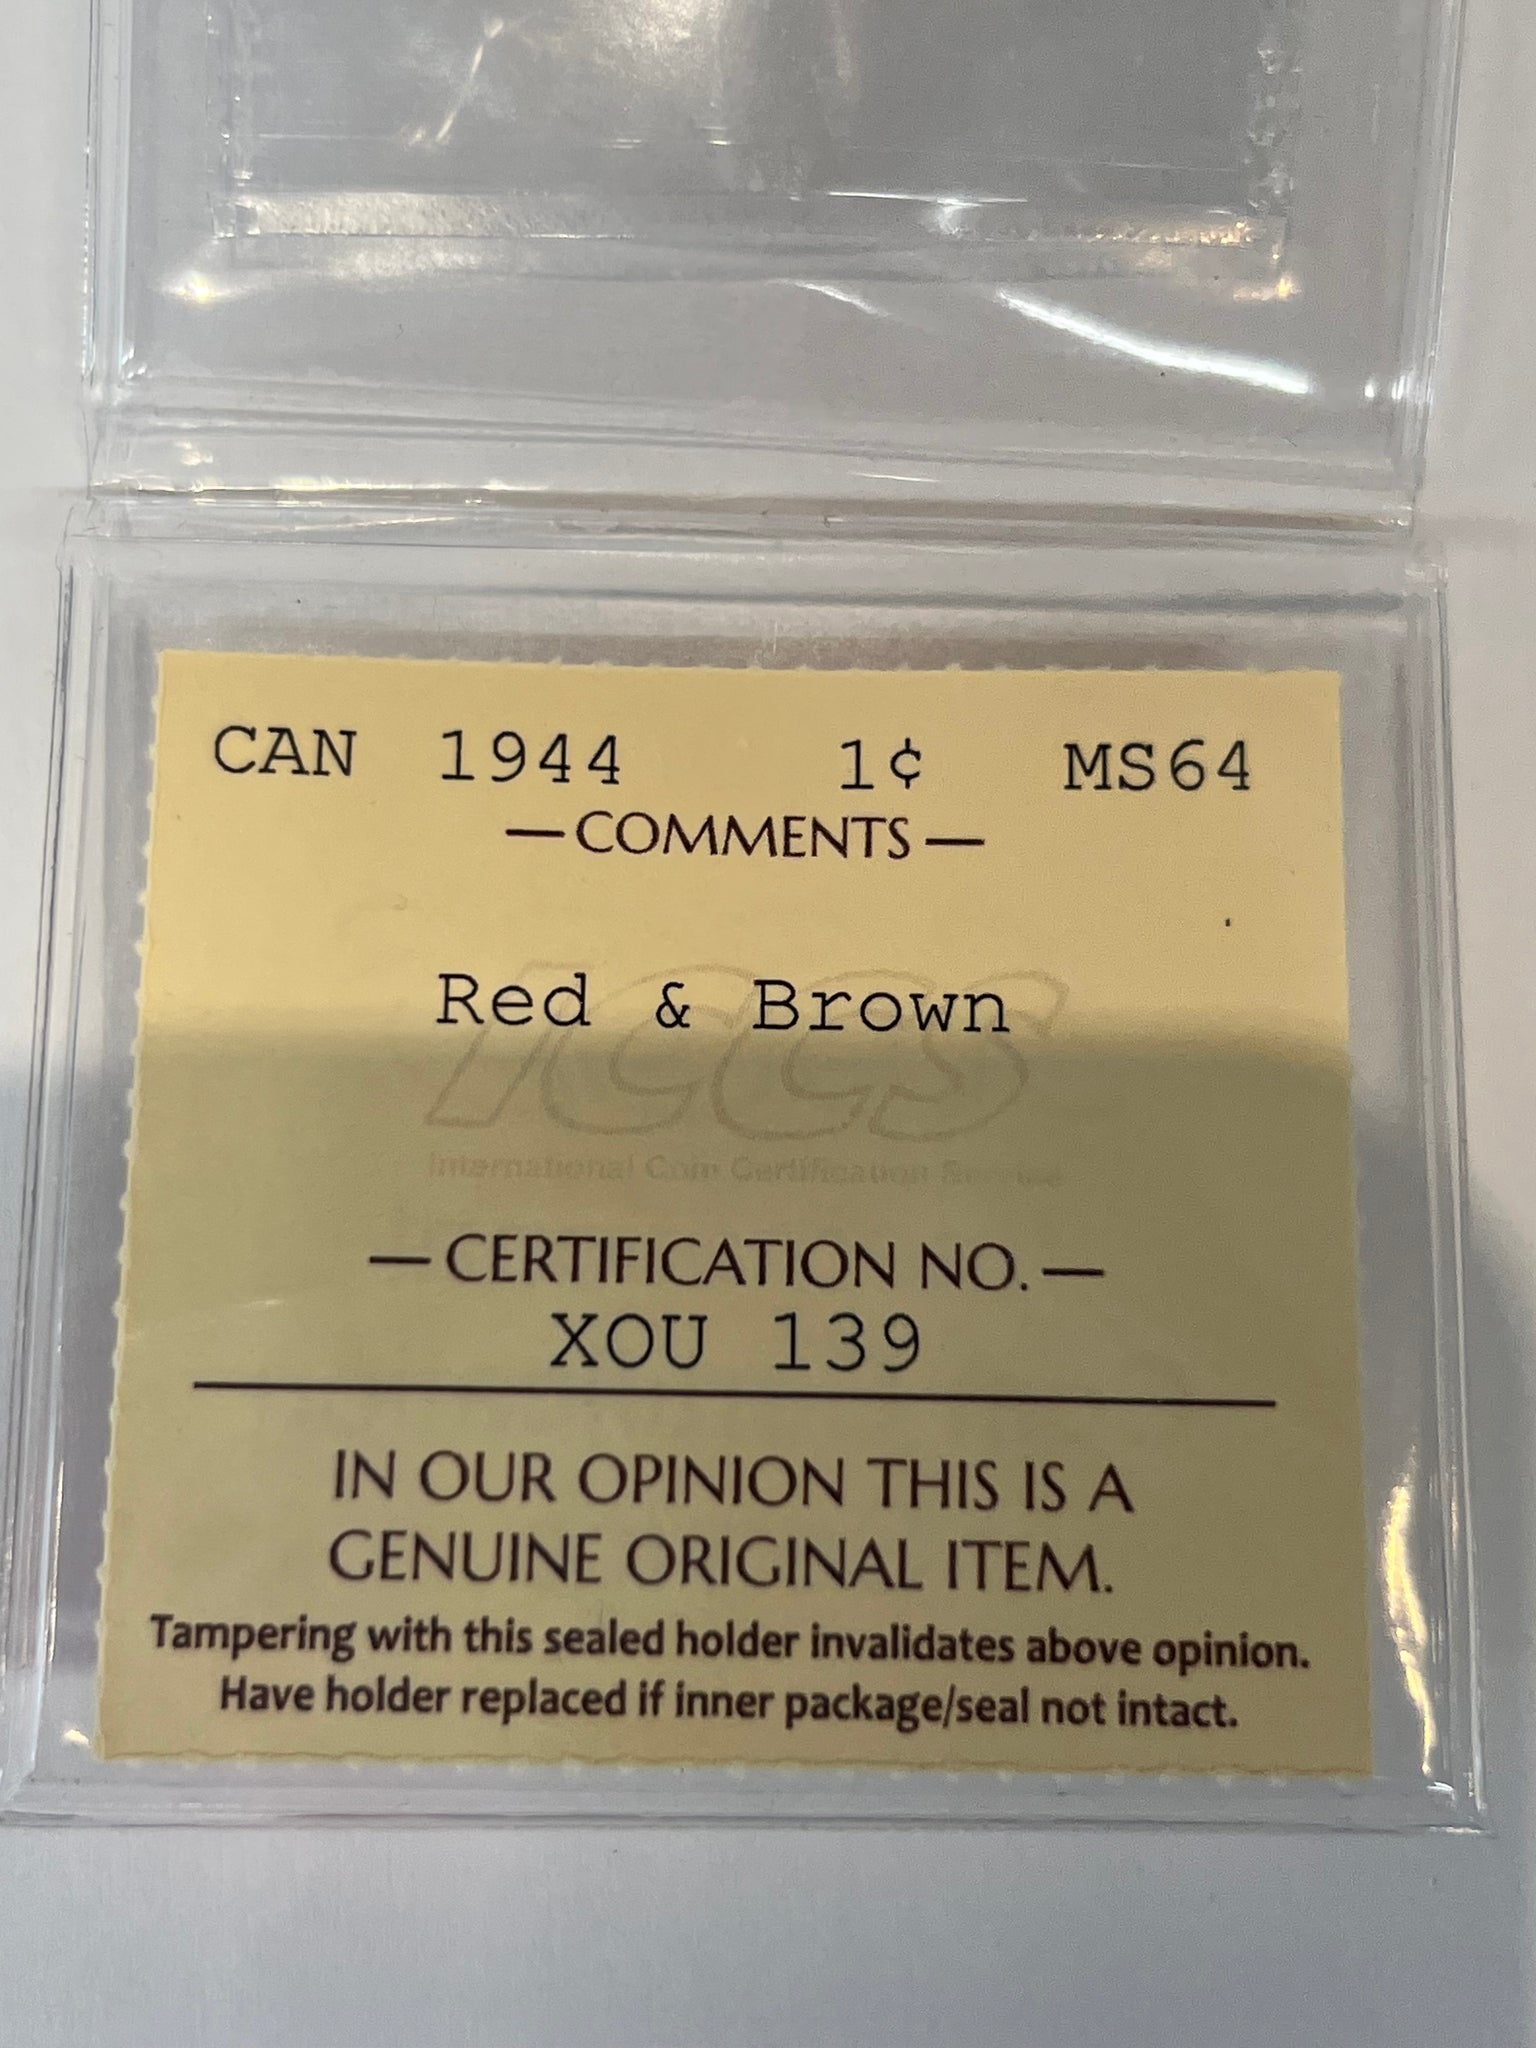 CAN 1944 1¢ MS64
— COMMENTS —
Red & Brown
ICCS
International Coin Certification Service
— CERTIFICATION NO. —
XOU 139
IN OUR OPINION THIS IS A
GENUINE ORIGINAL ITEM.
Tampering with this sealed holder invalidates above opinion.
Have holder replaced if inner package/seal not intact.